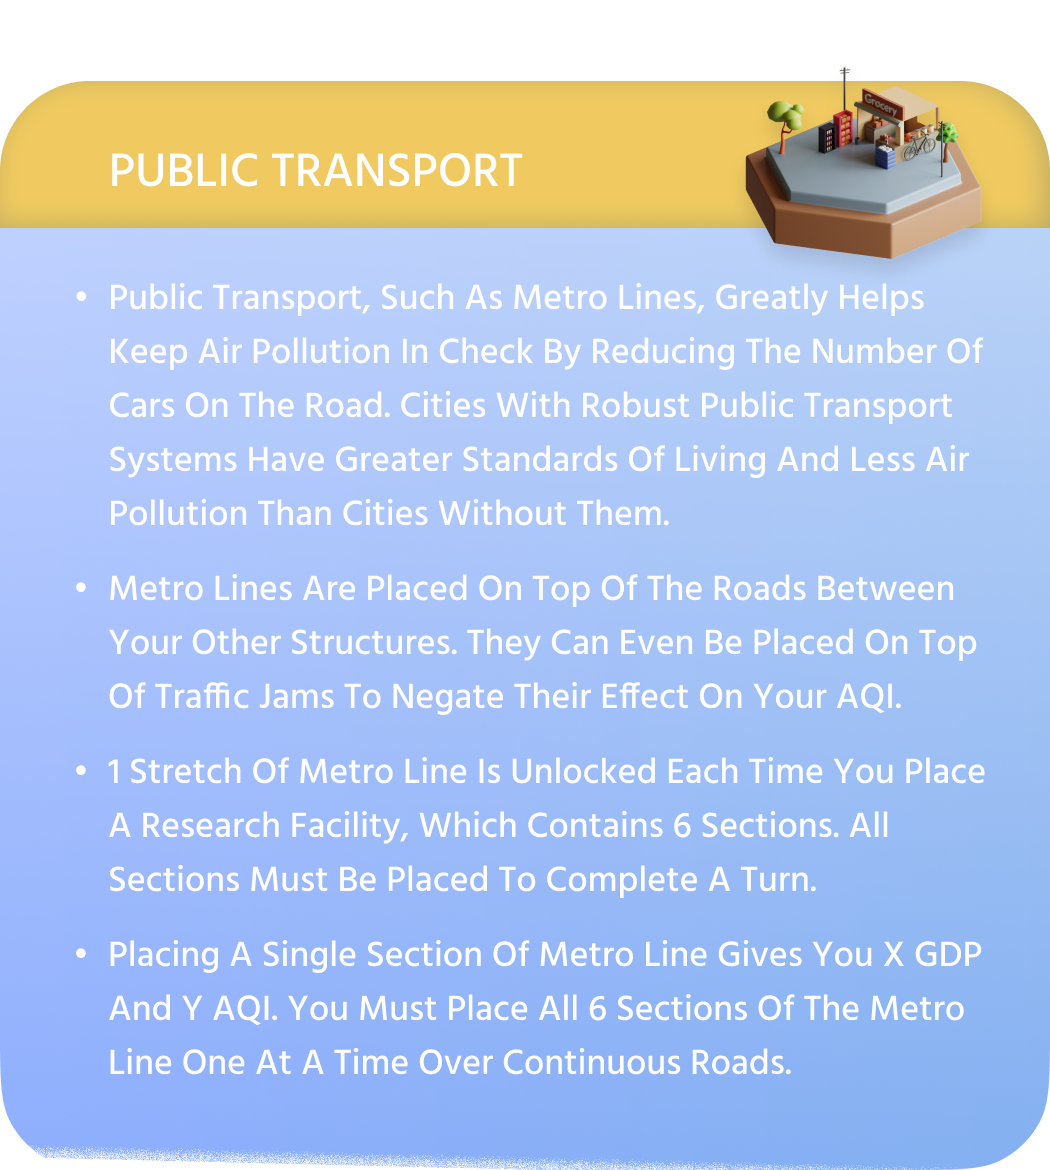 Grocery
PUBLIC TRANSPORT
• Public Transport, Such As Metro Lines, Greatly Helps
Keep Air Pollution In Check By Reducing The Number Of
Cars On The Road. Cities With Robust Public Transport
Systems Have Greater Standards Of Living And Less Air
Pollution Than Cities Without Them.
• Metro Lines Are Placed On Top Of The Roads Between
Your Other Structures. They Can Even Be Placed On Top
Of Traffic Jams To Negate Their Effect On Your AQI.
• 1 Stretch Of Metro Line Is Unlocked Each Time You Place
A Research Facility, Which Contains 6 Sections. All
Sections Must Be Placed To Complete A Turn.
• Placing A Single Section Of Metro Line Gives You X GDP
And Y AQI. You Must Place All 6 Sections Of The Metro
Line One At A Time Over Continuous Roads.